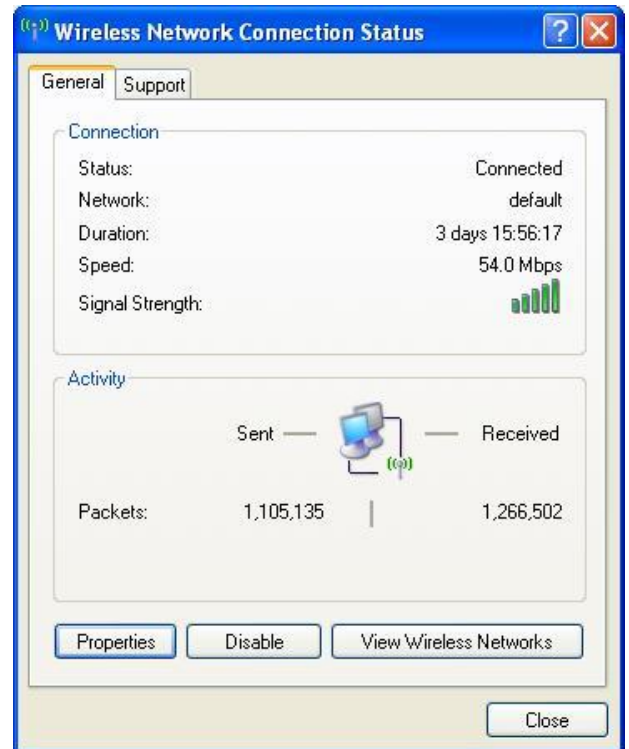 Wireless Network Connection Status
General Support
Connection
Status: Connected
Network: default
Duration: 3 days 15:56:17
Speed: 54.0 Mbps
Signal Strength:
Activity
Sent Received
Packets: 1,105,135 1,266,502
Properties Disable View Wireless Networks
Close